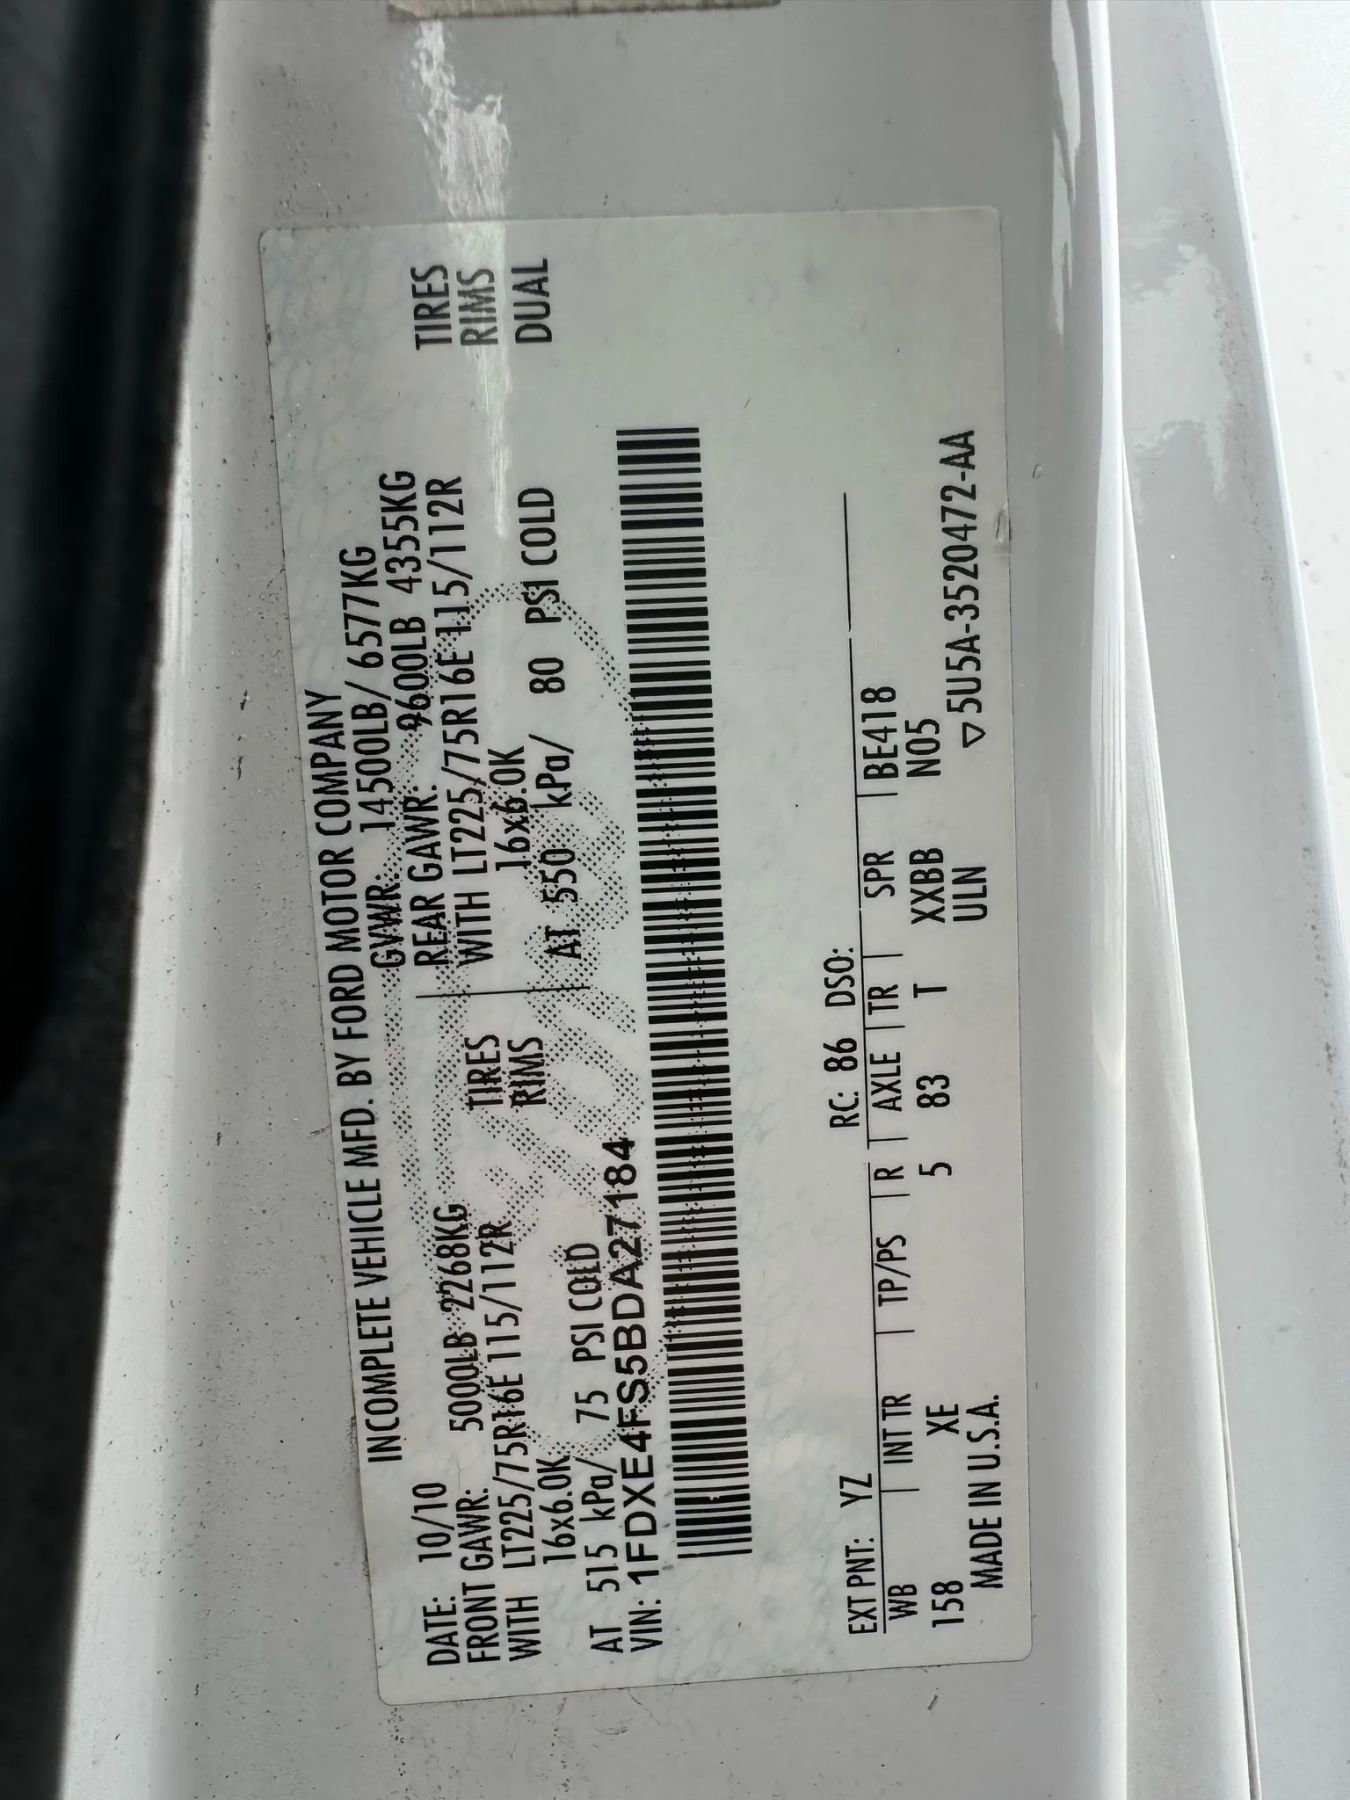 INCOMPLETE VEHICLE MFD. BY FORD MOTOR COMPANY
DATE: 10/10 GVWR: 14500LB/ 6577KG
FRONT GAWR: 5000LB 2268KG REAR GAWR: 9600LB 4355KG
WITH LT225/75R16E 115/112R TIRES WITH LT225/75R16E 115/112R TIRES
16x6.0K RIMS 16x6.0K RIMS
AT 515 kPa/ 75 PSI COLD AT 550 kPa/ 80 PSI COLD DUAL
VIN: 1FDXE4FS5BDA27184
EXT PNT: YZ RC: 86 DSO:
WB INT TR TP/PS R AXLE TR SPR BE418
158 XE 5 83 T XXBB N05
MADE IN U.S.A. ULN
▽5U5A-3520472-AA